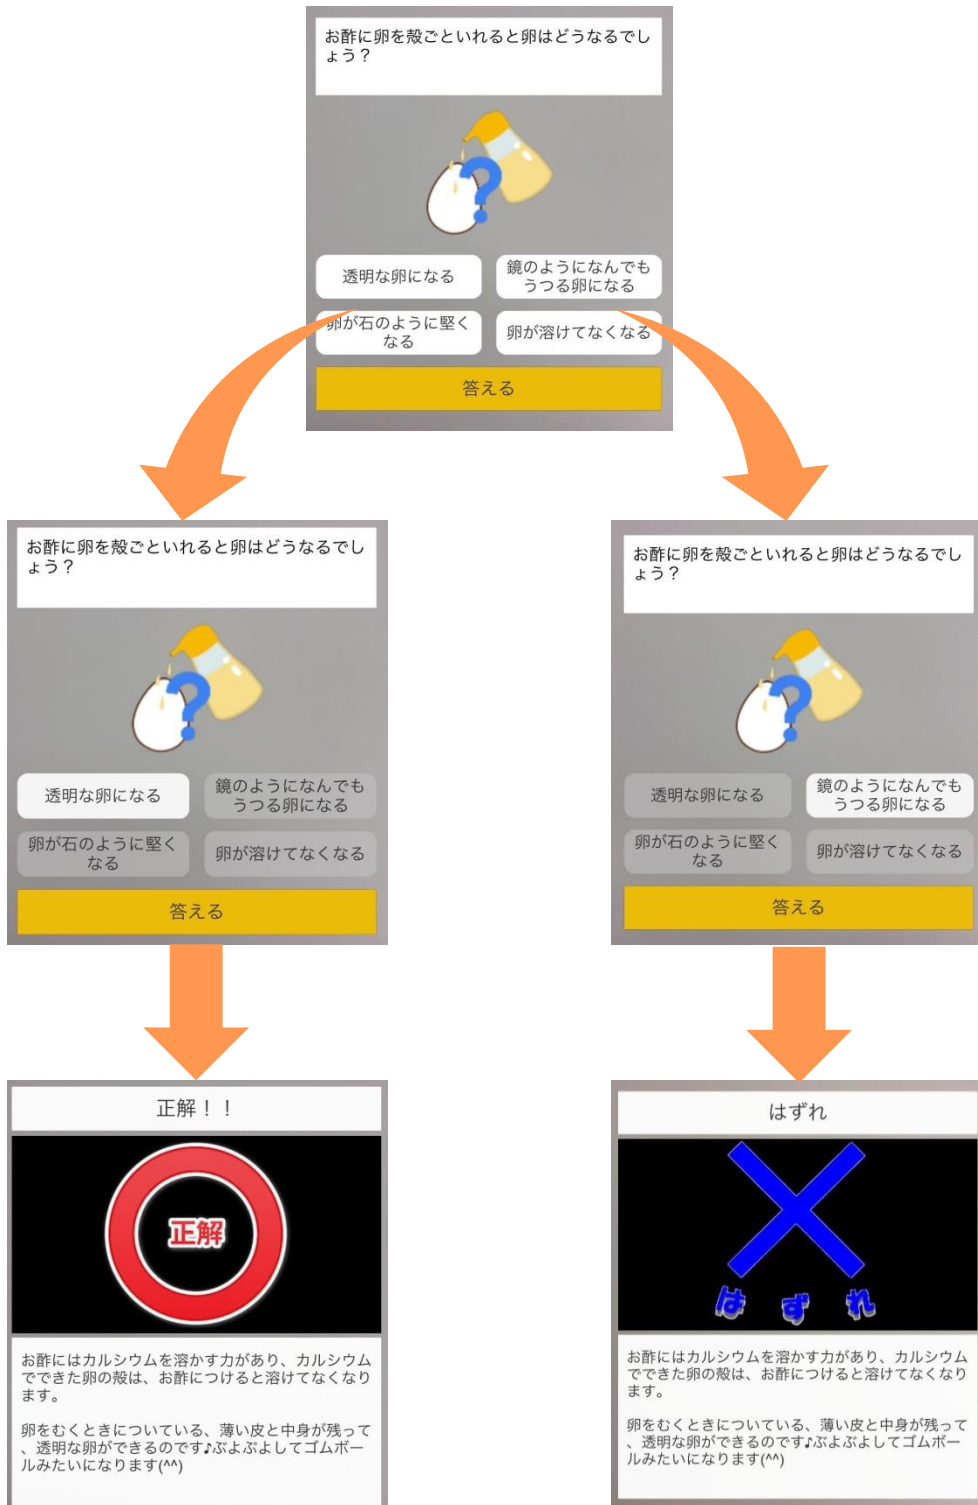 お酢に卵を殻ごといれると卵はどうなるでし
ょう？
透明な卵になる
鏡のようになんでも
うつる卵になる
卵が石のように堅く
なる
卵が溶けてなくなる
答える
お酢に卵を殻ごといれると卵はどうなるでし
ょう？
透明な卵になる
鏡のようになんでも
うつる卵になる
卵が石のように堅く
なる
卵が溶けてなくなる
答える
正解！！
正解
お酢にはカルシウムを溶かす力があり、カルシウム
でできた卵の殻は、お酢につけると溶けてなくなり
ます。
卵をむくときについている、薄い皮と中身が残って
、透明な卵ができるのです♪ぷよぷよしてゴムボー
ルみたいになります(^^)
お酢に卵を殻ごといれると卵はどうなるでし
ょう？
透明な卵になる
鏡のようになんでも
うつる卵になる
卵が石のように堅く
なる
卵が溶けてなくなる
答える
はずれ
はずれ
お酢にはカルシウムを溶かす力があり、カルシウム
でできた卵の殻は、お酢につけると溶けてなくなり
ます。
卵をむくときについている、薄い皮と中身が残って
、透明な卵ができるのです♪ぷよぷよしてゴムボー
ルみたいになります(^^)